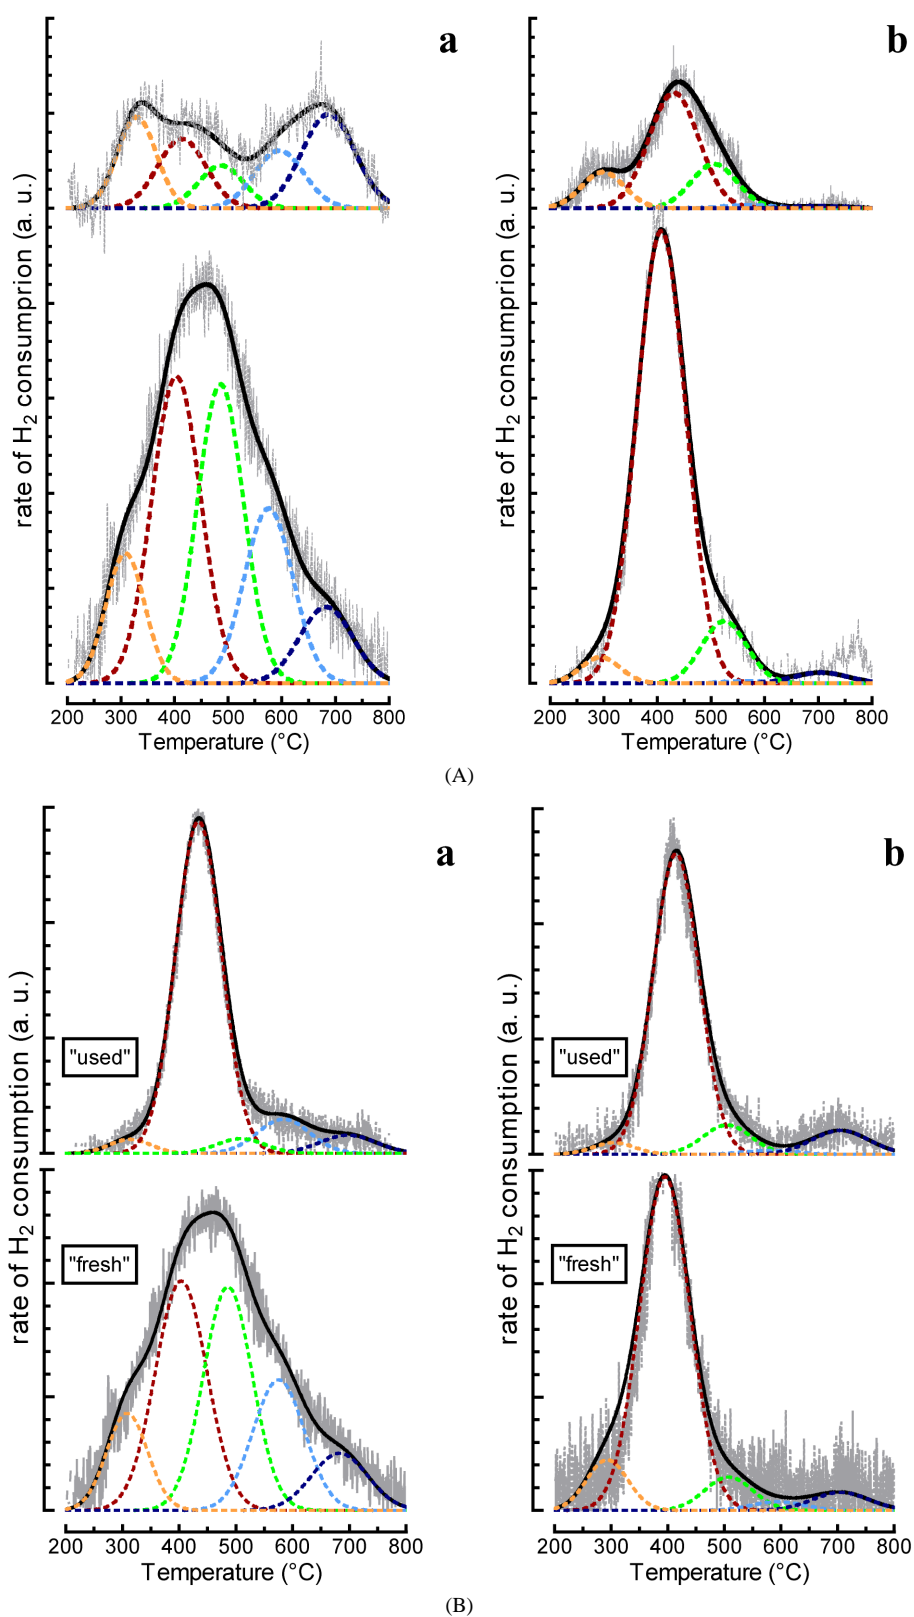 a
b
rate of H2 consumprion (a. u.)
rate of H2 consumprion (a. u.)
200 300 400 500 600 700 800
200 300 400 500 600 700 800
Temperature (°C)
Temperature (°C)
(A)
a
b
rate of H2 consumption (a. u.)
rate of H2 consumption (a. u.)
"used"
"used"
"fresh"
"fresh"
200 300 400 500 600 700 800
200 300 400 500 600 700 800
Temperature (°C)
Temperature (°C)
(B)